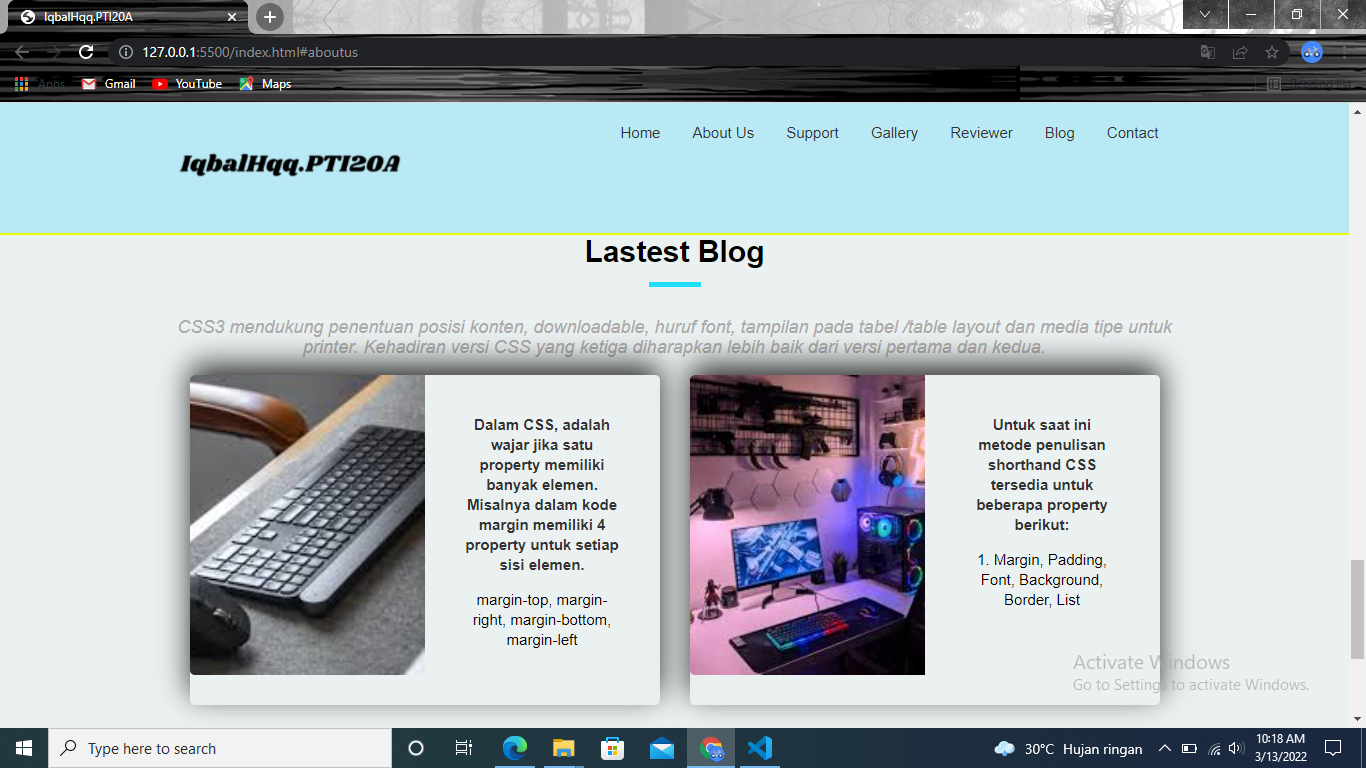 IqbalHqq.PTI20A
127.0.0.1:5500/index.html#aboutus
Apps Gmail YouTube Maps Reading list
Home About Us Support Gallery Reviewer Blog Contact
IqbalHqq.PTI20A
Lastest Blog
CSS3 mendukung penentuan posisi konten, downloadable, huruf font, tampilan pada tabel /table layout dan media tipe untuk
printer. Kehadiran versi CSS yang ketiga diharapkan lebih baik dari versi pertama dan kedua.
Dalam CSS, adalah
wajar jika satu
property memiliki
banyak elemen.
Misalnya dalam kode
margin memiliki 4
property untuk setiap
sisi elemen.
margin-top, margin-
right, margin-bottom,
margin-left
Untuk saat ini
metode penulisan
shorthand CSS
tersedia untuk
beberapa property
berikut:
1. Margin, Padding,
Font, Background,
Border, List
Activate Windows
Go to Settings to activate Windows.
Type here to search
30°C Hujan ringan
10:18 AM
3/13/2022